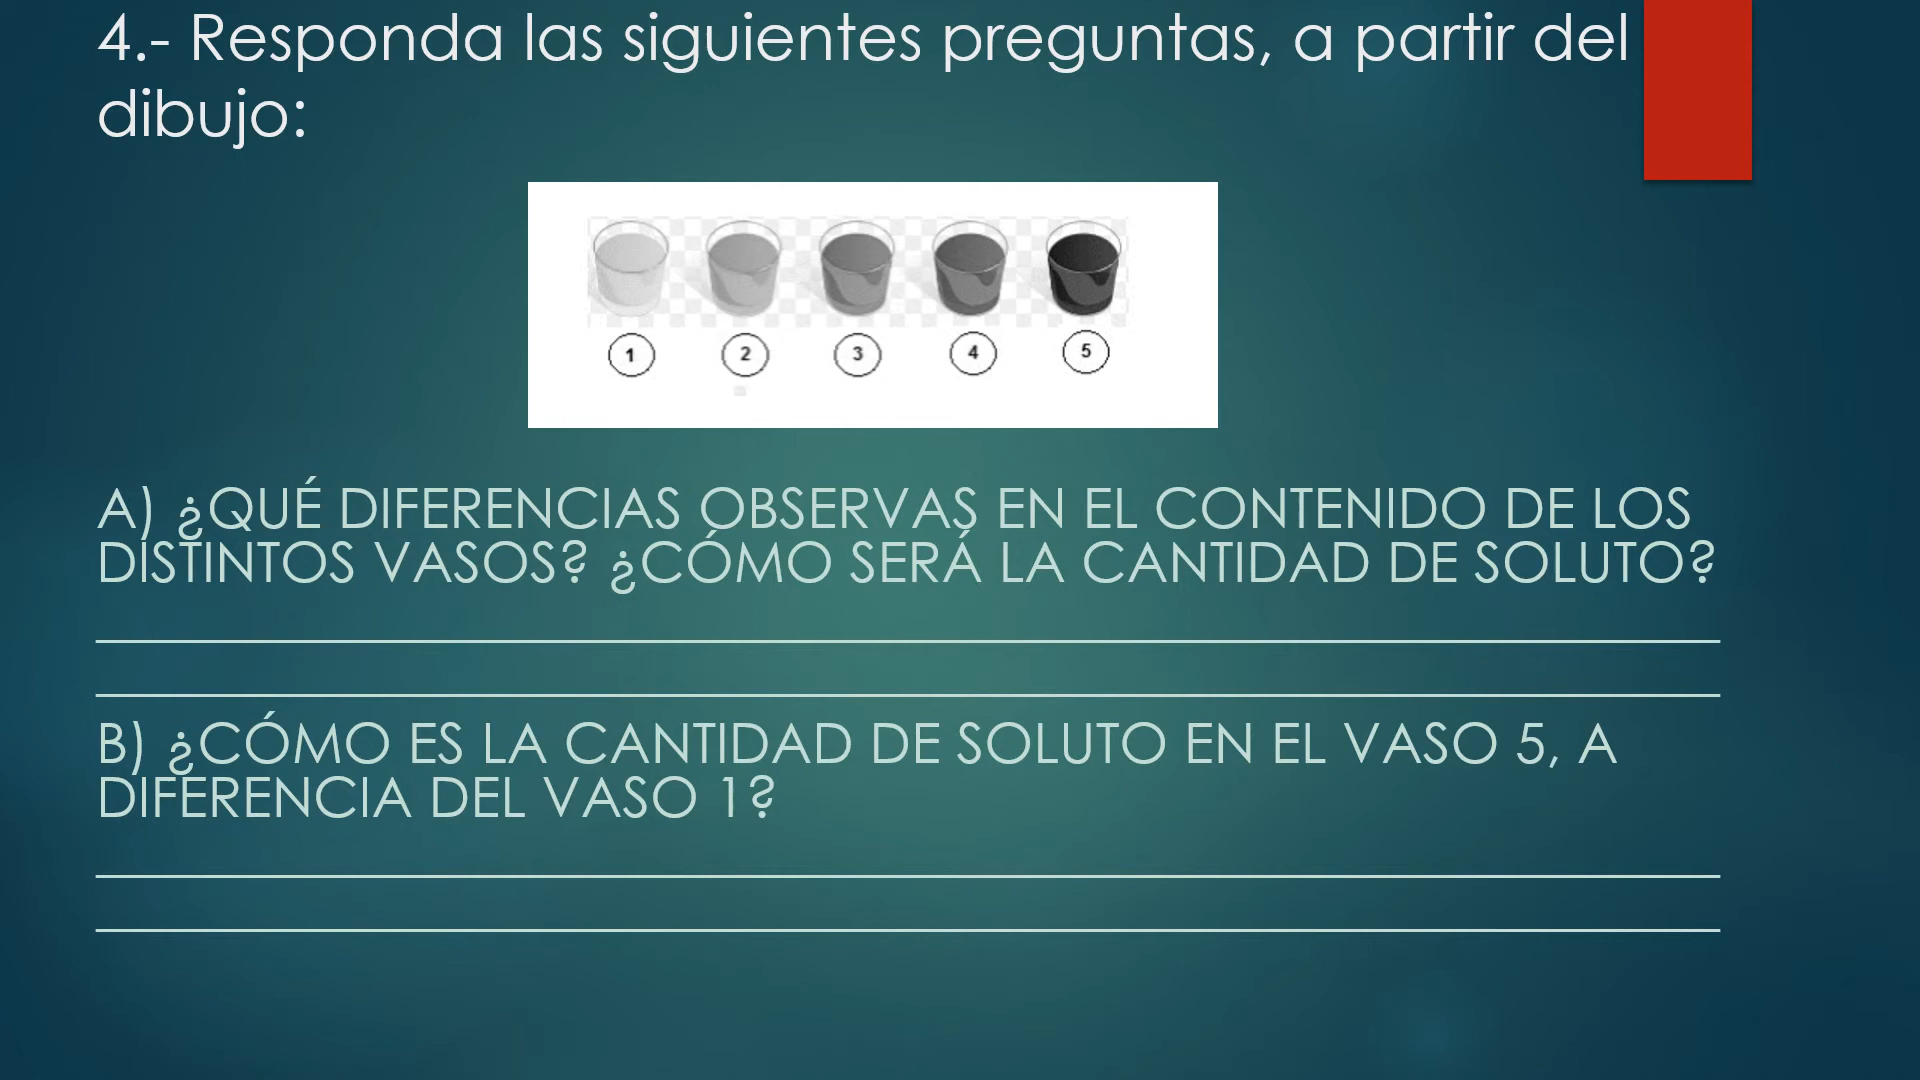 4.- Responda las siguientes preguntas, a partir del
dibujo:
1 2 3 4 5
A) ¿QUÉ DIFERENCIAS OBSERVAS EN EL CONTENIDO DE LOS
DISTINTOS VASOS? ¿CÓMO SERÁ LA CANTIDAD DE SOLUTO?
B) ¿CÓMO ES LA CANTIDAD DE SOLUTO EN EL VASO 5, A
DIFERENCIA DEL VASO 1?